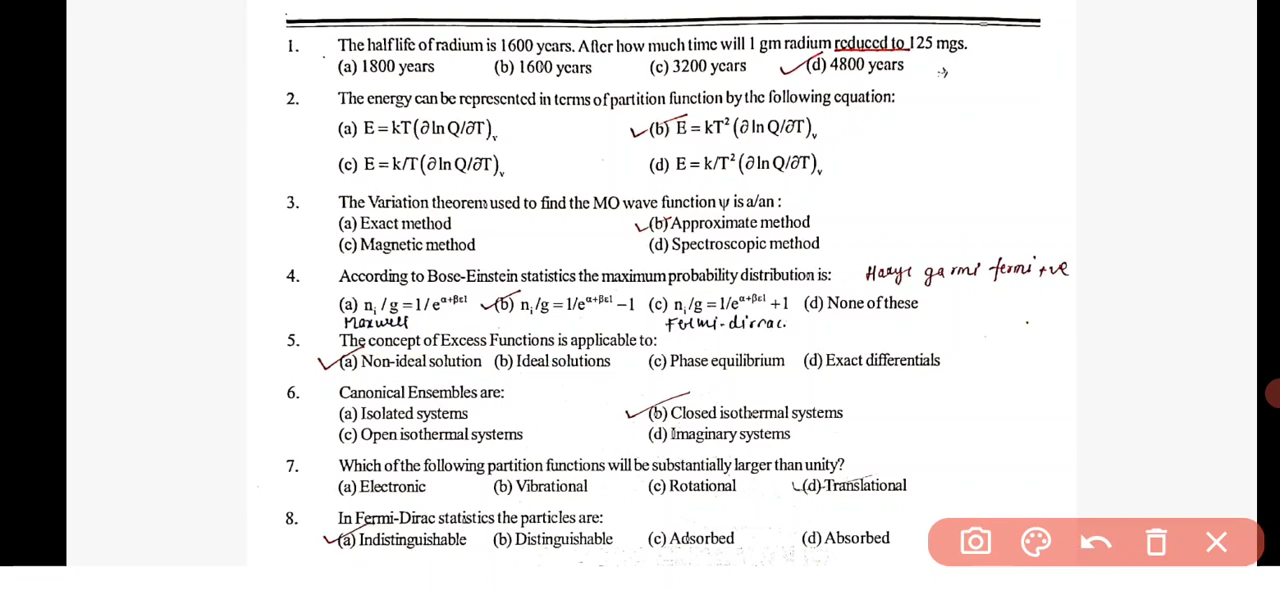 1. The half life of radium is 1600 years. After how much time will 1 gm radium reduced to 125 mgs.
(a) 1800 years (b) 1600 years (c) 3200 years (d) 4800 years
2. The energy can be represented in terms of partition function by the following equation:
(a) E = kT(∂ln Q/∂T)ᵥ (b) E = kT² (∂ln Q/∂T)ᵥ
(c) E = k/T(∂ln Q/∂T)ᵥ (d) E = k/T² (∂ln Q/∂T)ᵥ
3. The Variation theorem used to find the MO wave function ψ is a/an :
(a) Exact method (b) Approximate method
(c) Magnetic method (d) Spectroscopic method
4. According to Bose-Einstein statistics the maximum probability distribution is: garmi fermi +ve
(a) nᵢ /g = 1/e^α+βεl (b) nᵢ/g = 1/e^α+βεl − 1 (c) nᵢ/g = 1/e^α+βεl + 1 (d) None of these
Maxwell Fermi-dirrac.
5. The concept of Excess Functions is applicable to:
(a) Non-ideal solution (b) Ideal solutions (c) Phase equilibrium (d) Exact differentials
6. Canonical Ensembles are:
(a) Isolated systems (b) Closed isothermal systems
(c) Open isothermal systems (d) Imaginary systems
7. Which of the following partition functions will be substantially larger than unity?
(a) Electronic (b) Vibrational (c) Rotational (d) Translational
8. In Fermi-Dirac statistics the particles are:
(a) Indistinguishable (b) Distinguishable (c) Adsorbed (d) Absorbed